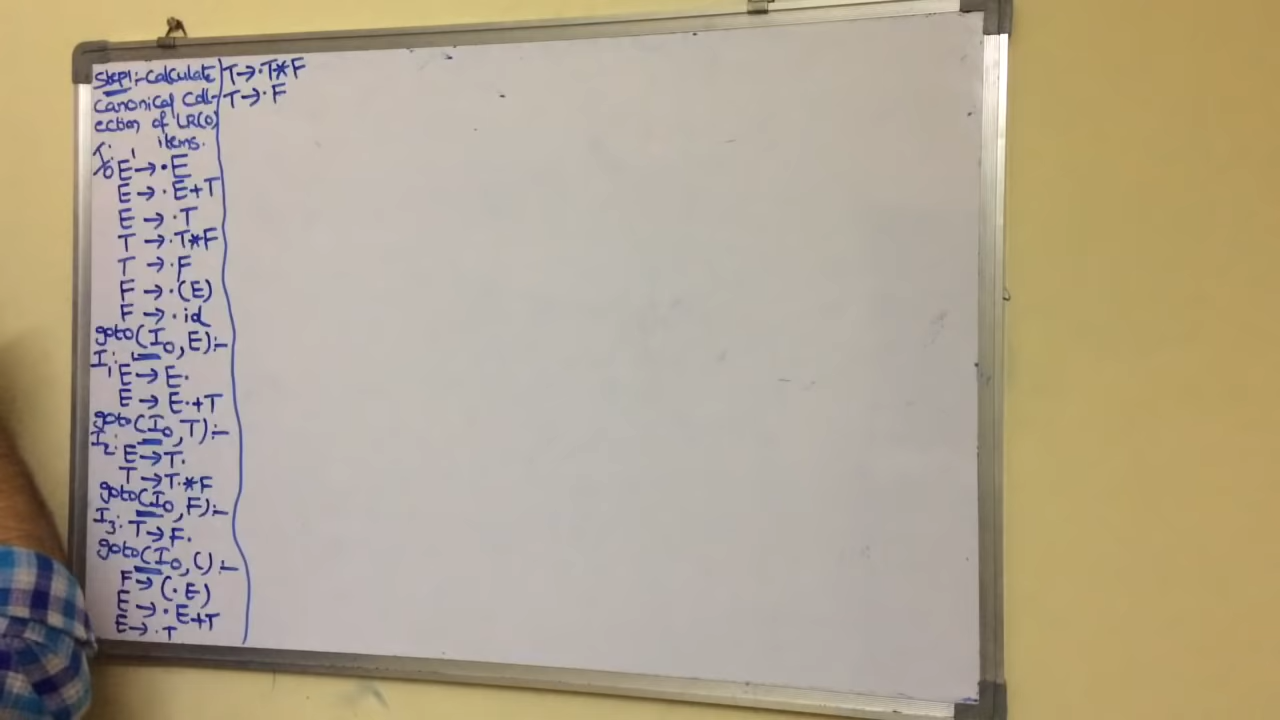 Step1:- Calculate
Canonical Coll-
ection of LR(0)
items.
I0: E' → ·E
E → ·E+T
E → ·T
T → ·T*F
T → ·F
F → ·(E)
F → ·id
goto(I0, E):-
I1: E → E·
E → E·+T
goto(I0, T):-
I2: E → T·
T → T·*F
goto(I0, F):-
I3: T → F·
goto(I0, ():-
F → (·E)
E → ·E+T
E → ·T
T → ·T*F
T → ·F